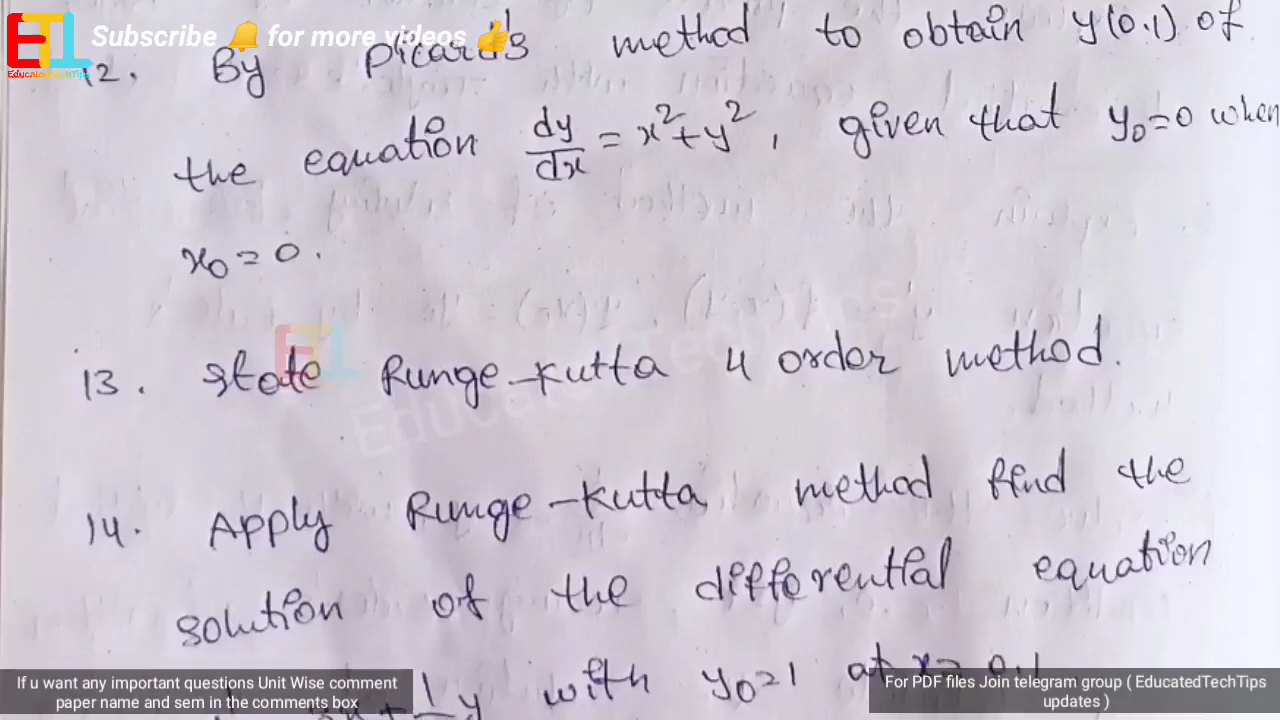 Subscribe 🔔 for more videos 👍
12. By picard's method to obtain y(0.1) of
the equation dy/dx = x²+y², given that y₀=0 when
x₀=0.
13. state Runge-kutta 4 order method.
14. Apply Runge-kutta method find the
solution of the differential equation
y with y₀=1 at x= 0.1
If u want any important questions Unit Wise comment
paper name and sem in the comments box
For PDF files Join telegram group ( EducatedTechTips
updates )